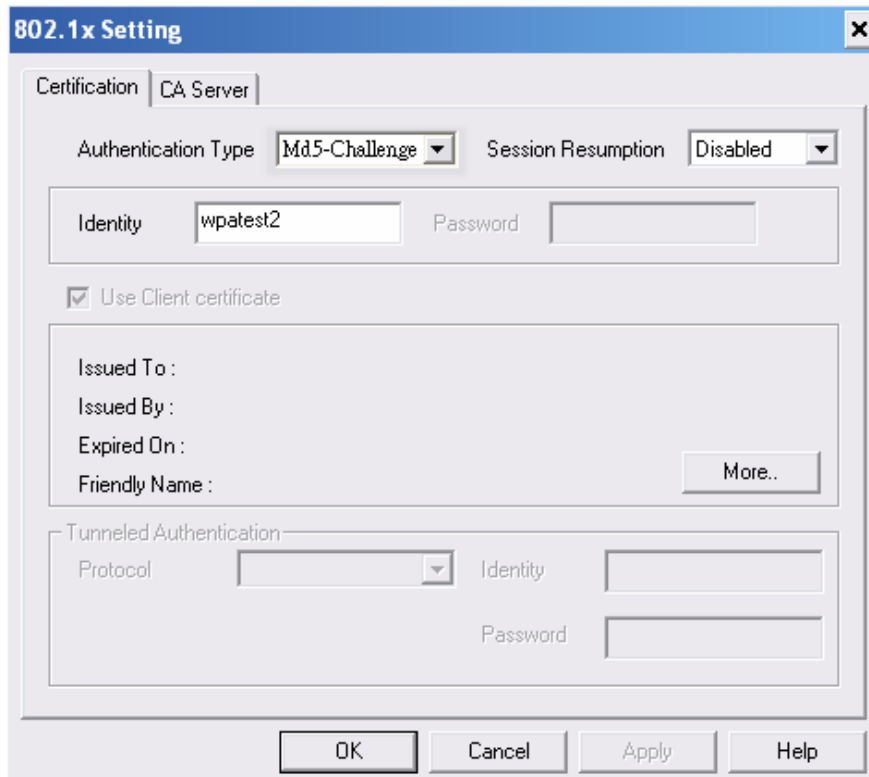 802.1x Setting
Certification CA Server
Authentication Type Md5-Challenge Session Resumption Disabled
Identity wpatest2 Password
Use Client certificate
Issued To :
Issued By :
Expired On :
Friendly Name :
More..
Tunneled Authentication
Protocol Identity
Password
OK Cancel Apply Help